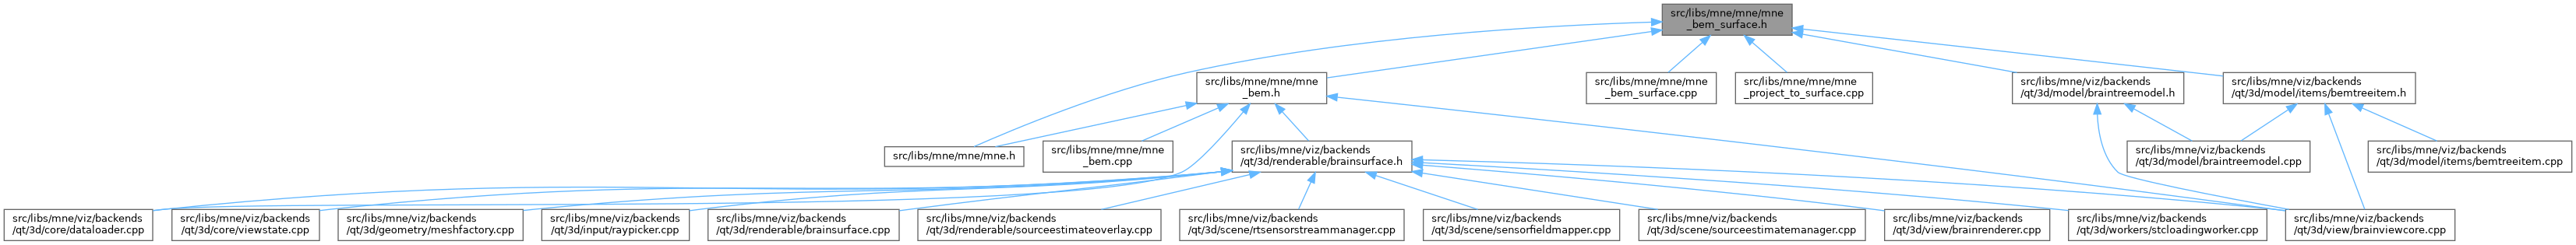 src/libs/mne/mne/mne
_bem_surface.h
src/libs/mne/mne/mne
_bem.h
src/libs/mne/mne/mne
_bem_surface.cpp
src/libs/mne/mne/mne
_project_to_surface.cpp
src/libs/mne/viz/backends
/qt/3d/model/braintreemodel.h
src/libs/mne/viz/backends
/qt/3d/model/items/bemtreeitem.h
src/libs/mne/mne/mne.h
src/libs/mne/mne/mne
_bem.cpp
src/libs/mne/viz/backends
/qt/3d/renderable/brainsurface.h
src/libs/mne/viz/backends
/qt/3d/model/braintreemodel.cpp
src/libs/mne/viz/backends
/qt/3d/model/items/bemtreeitem.cpp
src/libs/mne/viz/backends
/qt/3d/core/dataloader.cpp
src/libs/mne/viz/backends
/qt/3d/core/viewstate.cpp
src/libs/mne/viz/backends
/qt/3d/geometry/meshfactory.cpp
src/libs/mne/viz/backends
/qt/3d/input/raypicker.cpp
src/libs/mne/viz/backends
/qt/3d/renderable/brainsurface.cpp
src/libs/mne/viz/backends
/qt/3d/renderable/sourceestimateoverlay.cpp
src/libs/mne/viz/backends
/qt/3d/scene/rtsensorstreammanager.cpp
src/libs/mne/viz/backends
/qt/3d/scene/sensorfieldmapper.cpp
src/libs/mne/viz/backends
/qt/3d/scene/sourceestimatemanager.cpp
src/libs/mne/viz/backends
/qt/3d/view/brainrenderer.cpp
src/libs/mne/viz/backends
/qt/3d/workers/stcloadingworker.cpp
src/libs/mne/viz/backends
/qt/3d/view/brainviewcore.cpp